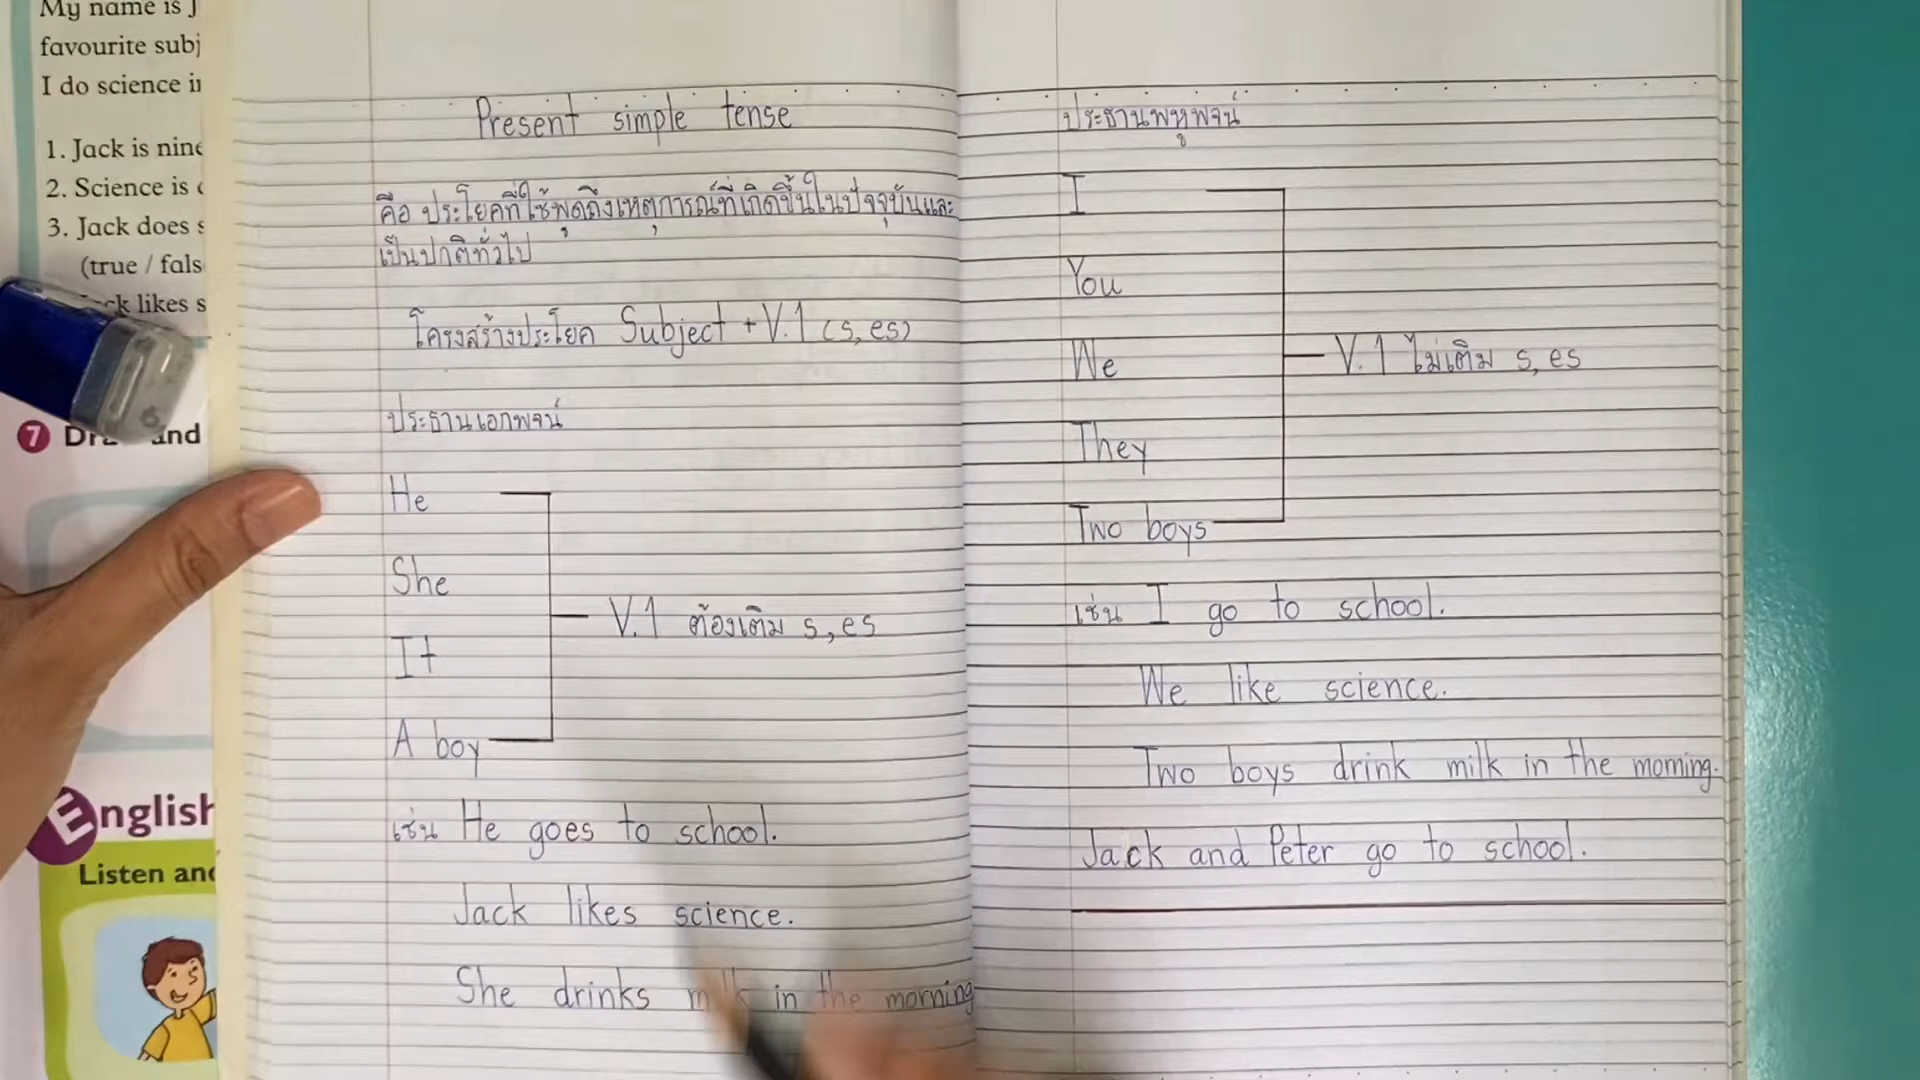 My name is J
favourite subj
I do science in
1. Jack is nine
2. Science is
3. Jack does s
(true / fals
ck likes s
7 Dr and
English
Listen and
Present simple tense
คือ ประโยคที่ใช้พูดถึงเหตุการณ์ที่เกิดขึ้นในปัจจุบันและ
เป็นปกติทั่วไป
โครงสร้างประโยค Subject + V.1 (s, es)
ประธานเอกพจน์
He
She
It
A boy
V.1 ต้องเติม s, es
เช่น He goes to school.
Jack likes science.
She drinks milk in the morning
ประธานพหูพจน์
I
You
We
They
Two boys
V.1 ไม่เติม s, es
เช่น I go to school.
We like science.
Two boys drink milk in the morning.
Jack and Peter go to school.